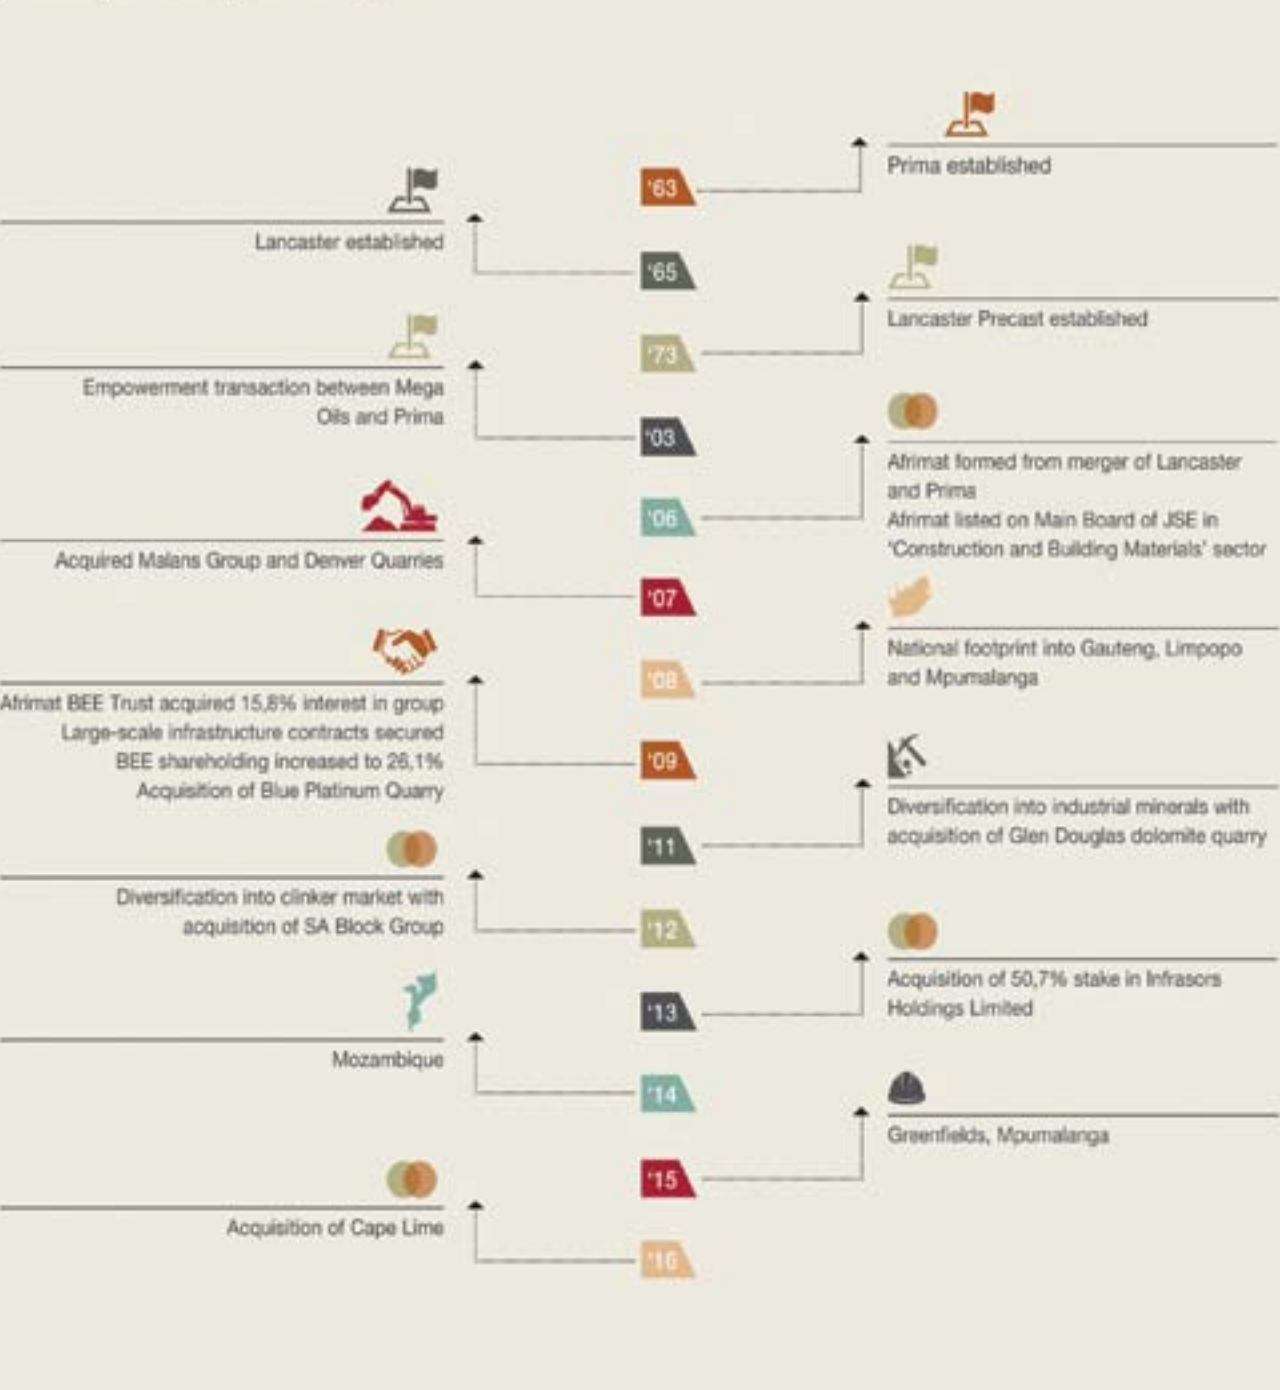 '63
Prima established
Lancaster established
'65
Lancaster Precast established
'73
Empowerment transaction between Mega
Oils and Prima
'03
Afrimat formed from merger of Lancaster
and Prima
Afrimat listed on Main Board of JSE in
'Construction and Building Materials' sector
'06
Acquired Malans Group and Denver Quarries
'07
National footprint into Gauteng, Limpopo
and Mpumalanga
'08
Afrimat BEE Trust acquired 15,8% interest in group
Large-scale infrastructure contracts secured
BEE shareholding increased to 26,1%
Acquisition of Blue Platinum Quarry
'09
Diversification into industrial minerals with
acquisition of Glen Douglas dolomite quarry
'11
Diversification into clinker market with
acquisition of SA Block Group
'12
Acquisition of 50,7% stake in Infrasors
Holdings Limited
'13
Mozambique
'14
Greenfields, Mpumalanga
'15
Acquisition of Cape Lime
'16